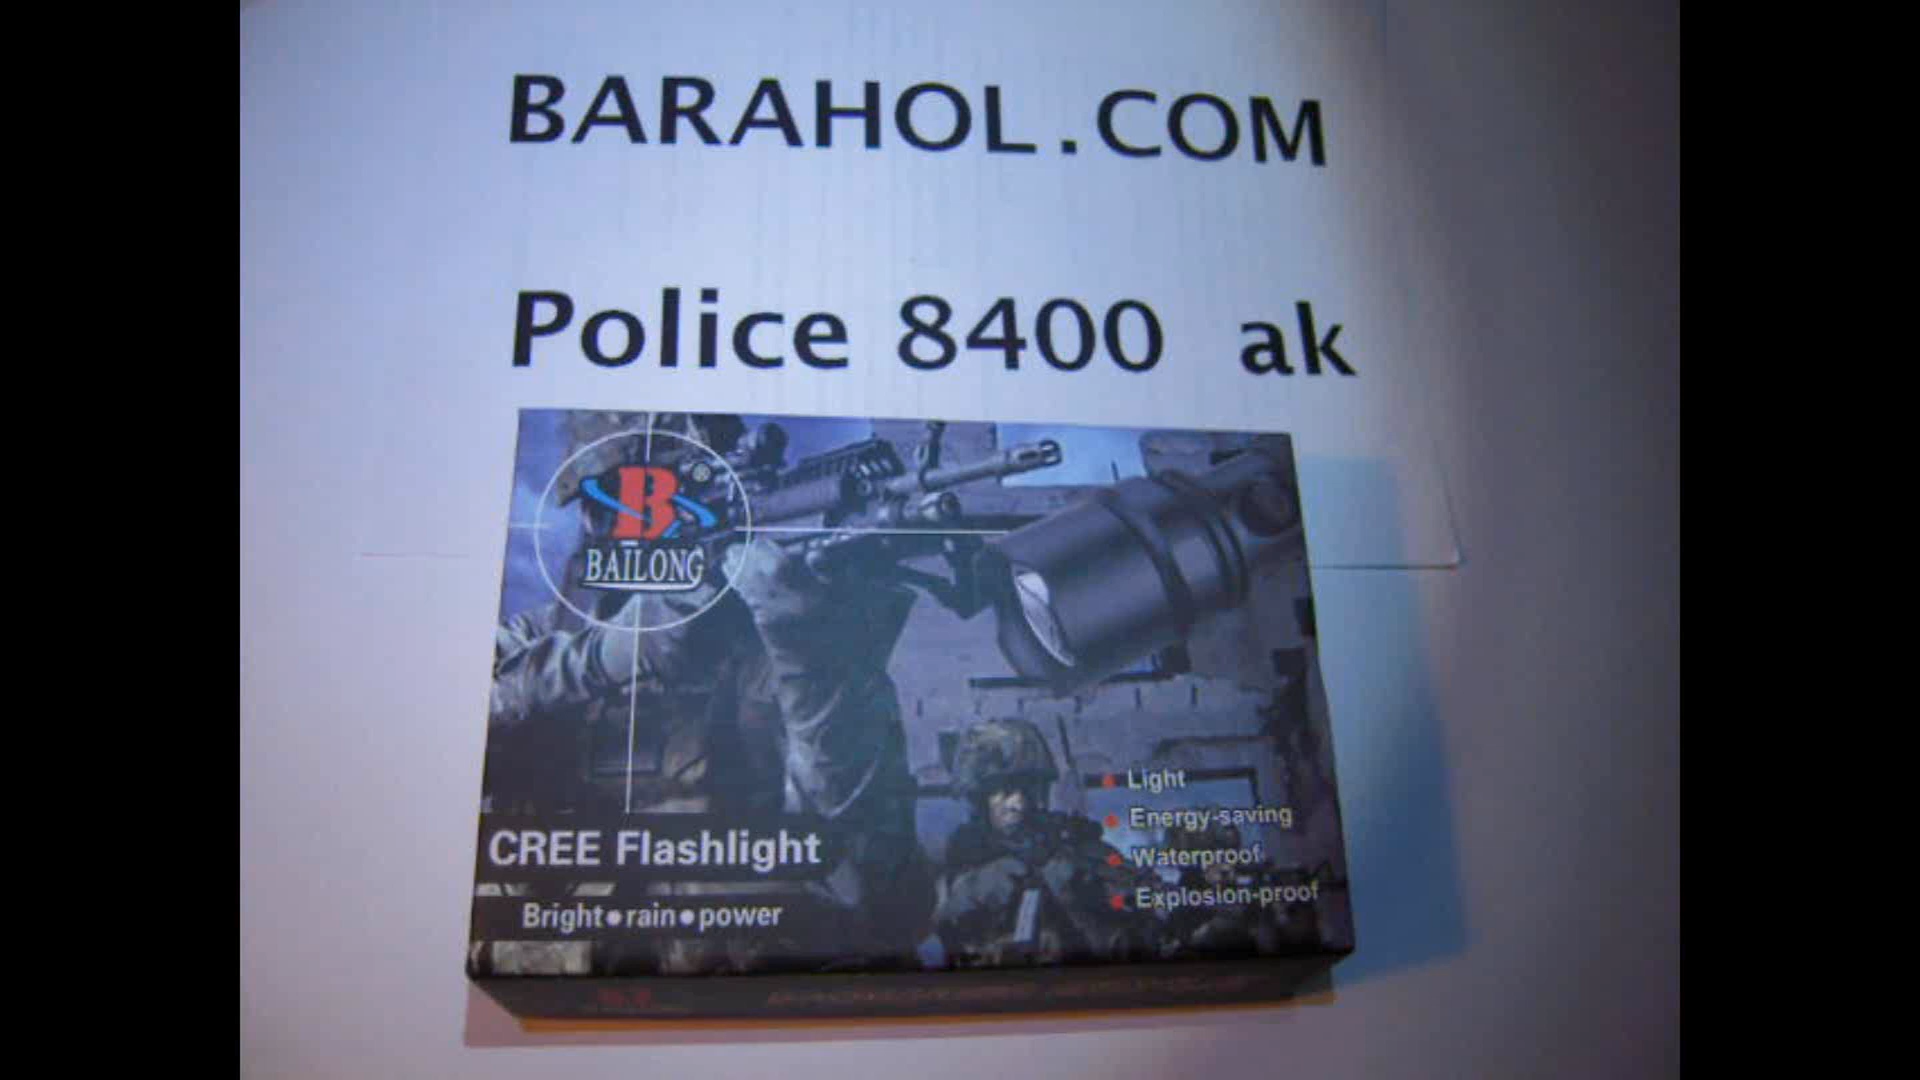 BARAHOL.COM
Police 8400 ak
B®
BAILONG
CREE Flashlight
Bright•rain•power
Light
Energy-saving
Waterproof
Explosion-proof